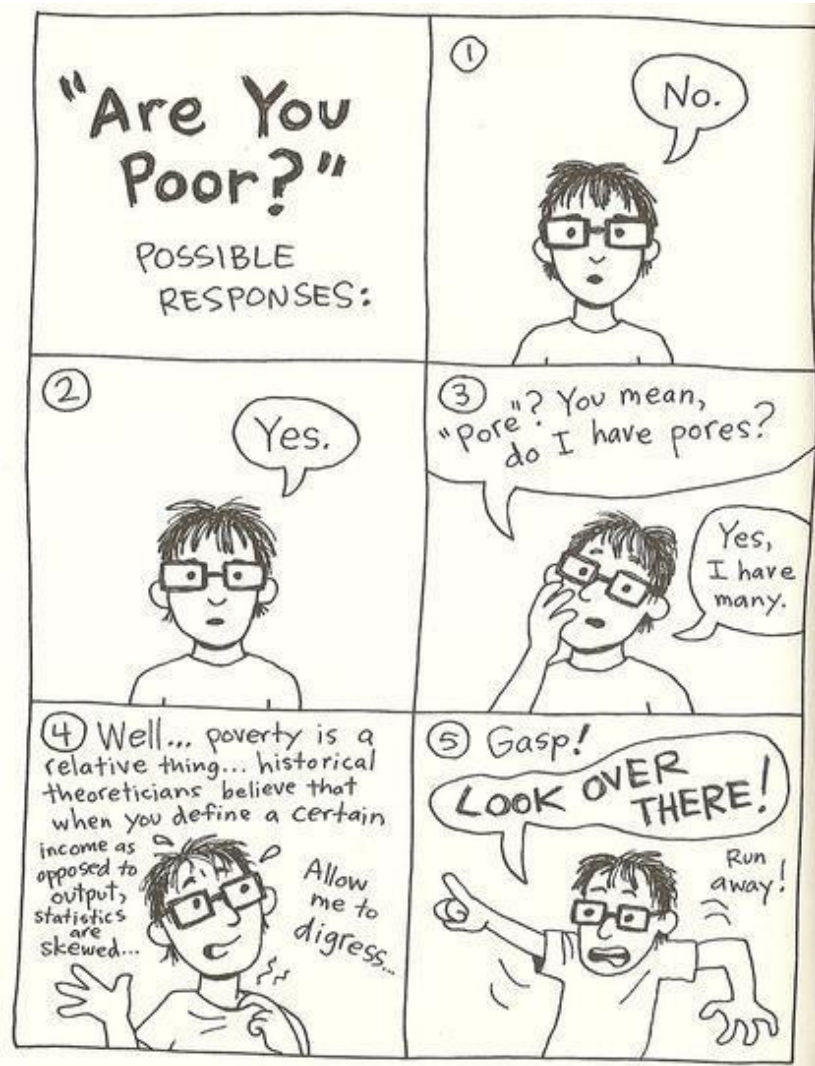 "Are You
Poor?"
POSSIBLE
RESPONSES:
1
No.
2
Yes.
3
"Pore"? You mean,
do I have pores?
Yes,
I have
many.
4 Well... poverty is a
relative thing... historical
theoreticians believe that
when you define a certain
income as
opposed to
output,
statistics
are
skewed...
Allow
me to
digress...
5 Gasp!
LOOK OVER
THERE!
Run
away!